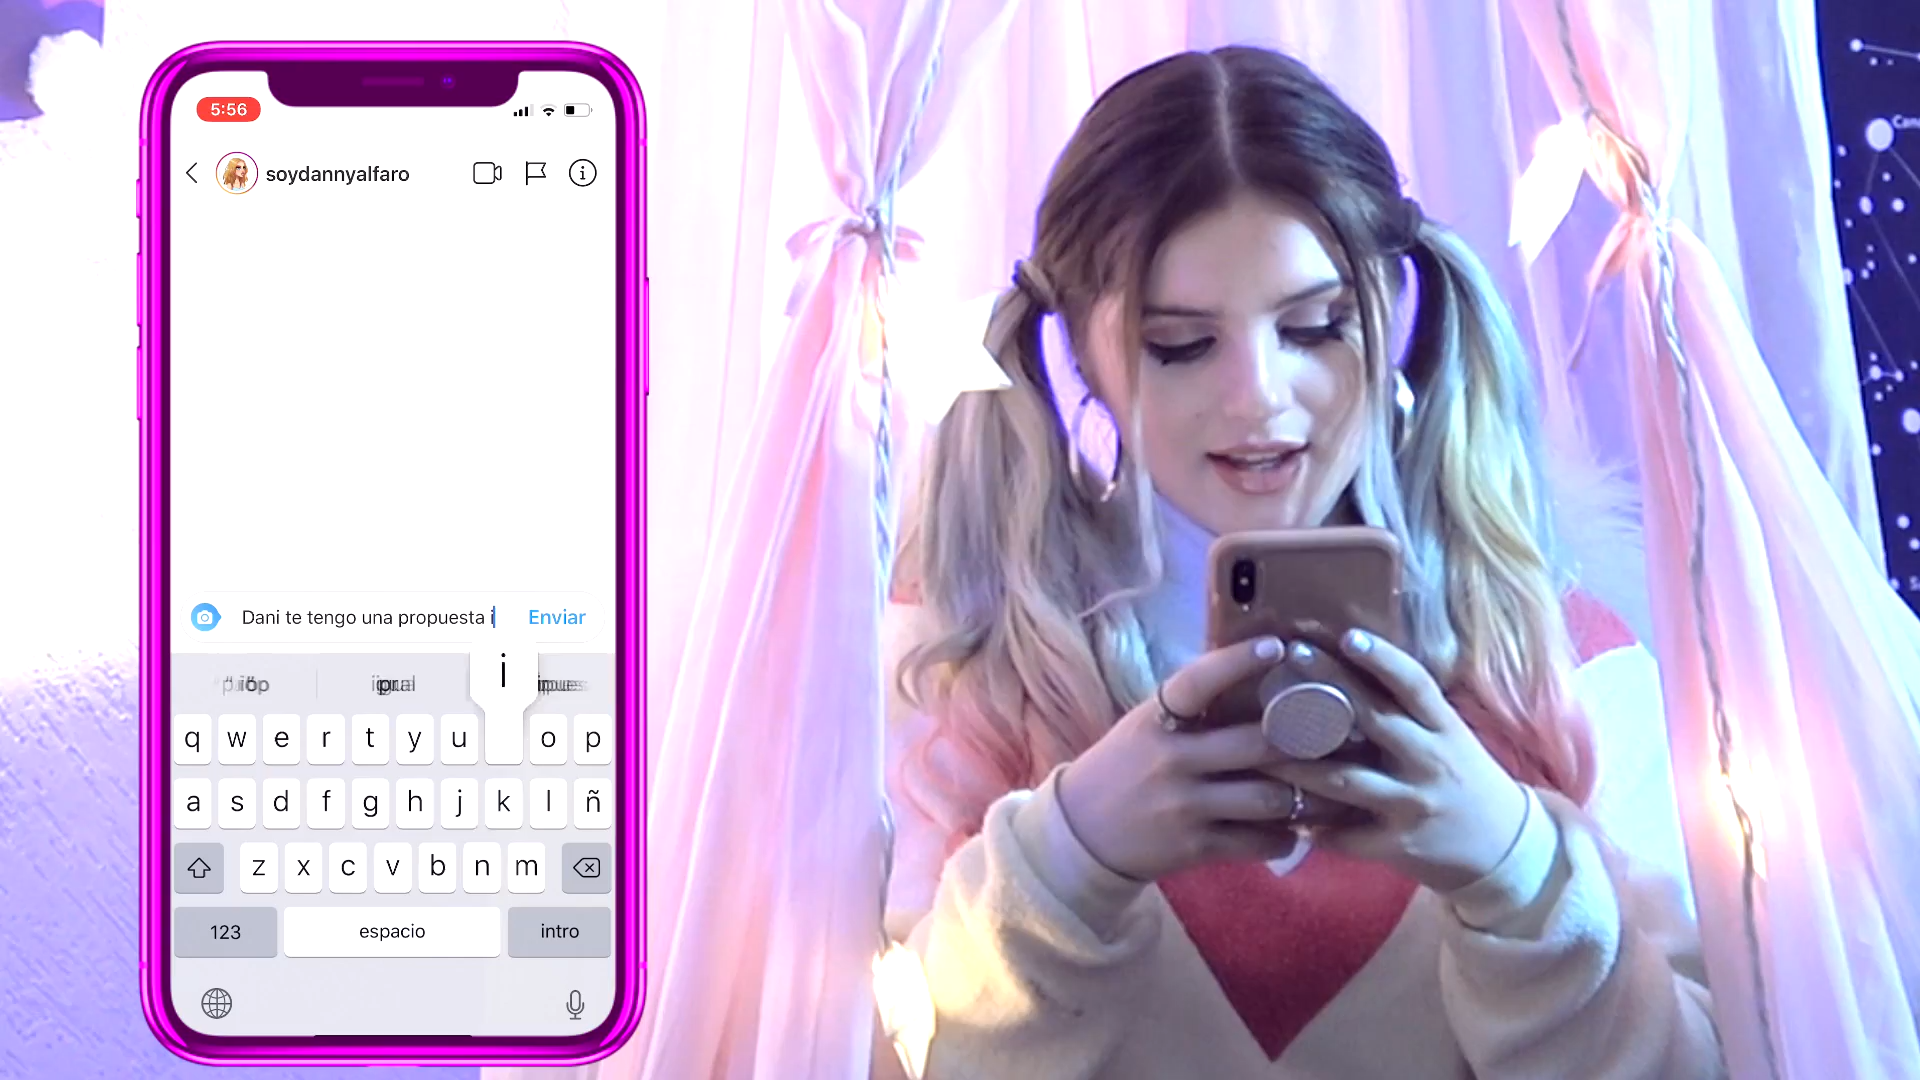 5:56
soydannyalfaro
Dani te tengo una propuesta i
Enviar
i
q w e r t y u o p
a s d f g h j k l ñ
z x c v b n m
123 espacio intro